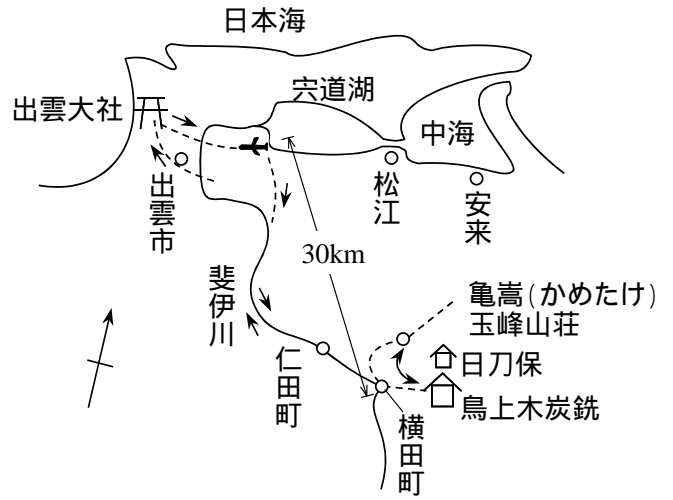 日本海
宍道湖
出雲大社
中海
出雲市
松江
安来
30km
斐伊川
亀嵩(かめたけ)
玉峰山荘
仁田町
日刀保
鳥上木炭銑
横田町